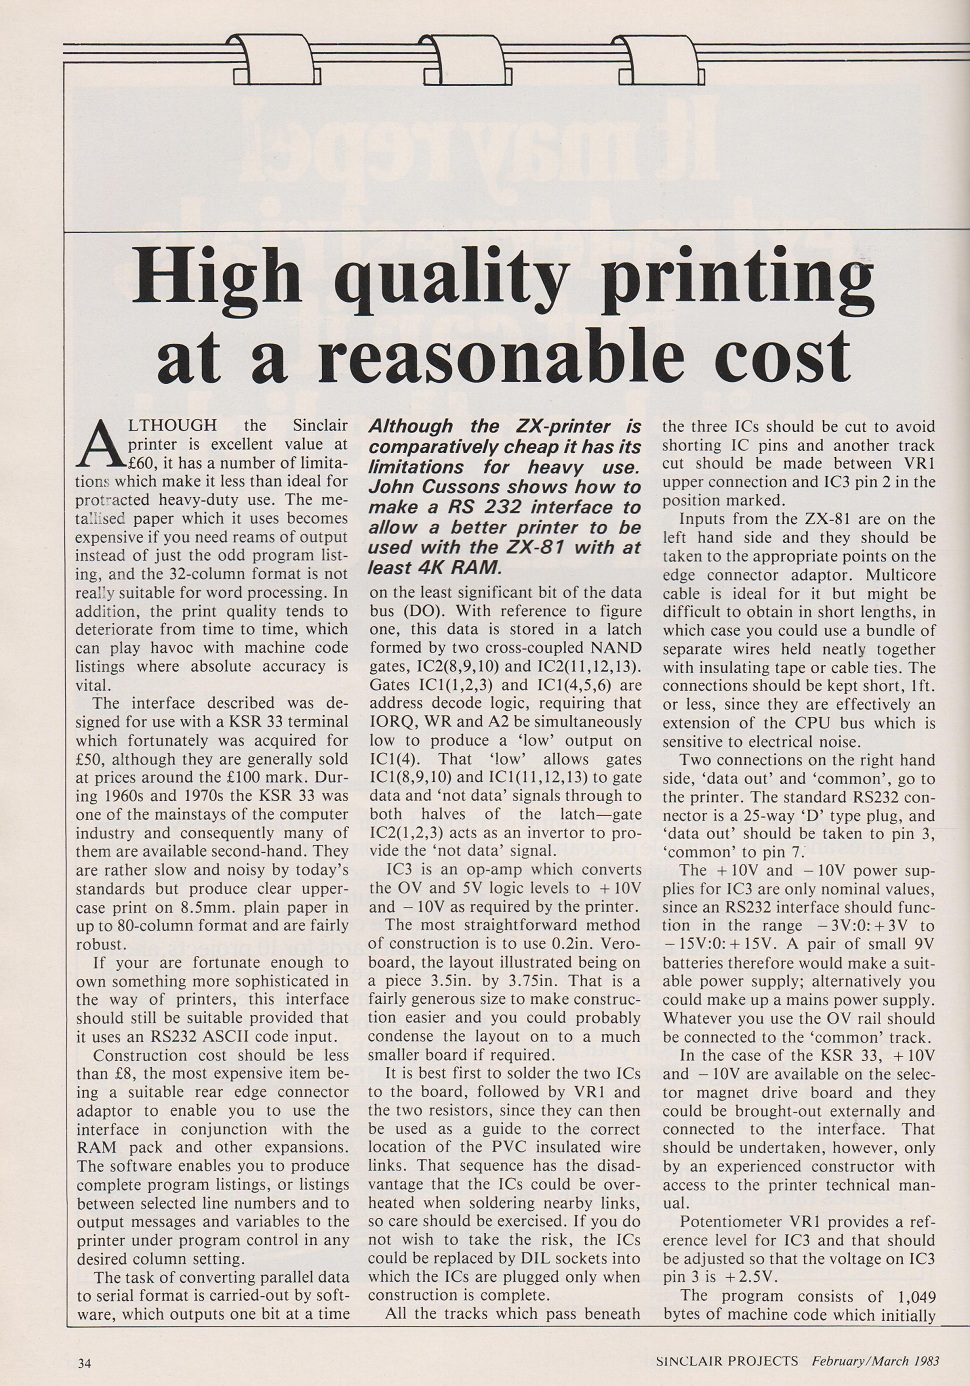 High quality printing
at a reasonable cost
ALTHOUGH the Sinclair
printer is excellent value at
£60, it has a number of limita-
tions which make it less than ideal for
protracted heavy-duty use. The me-
tallised paper which it uses becomes
expensive if you need reams of output
instead of just the odd program list-
ing, and the 32-column format is not
really suitable for word processing. In
addition, the print quality tends to
deteriorate from time to time, which
can play havoc with machine code
listings where absolute accuracy is
vital.
The interface described was de-
signed for use with a KSR 33 terminal
which fortunately was acquired for
£50, although they are generally sold
at prices around the £100 mark. Dur-
ing 1960s and 1970s the KSR 33 was
one of the mainstays of the computer
industry and consequently many of
them are available second-hand. They
are rather slow and noisy by today's
standards but produce clear upper-
case print on 8.5mm. plain paper in
up to 80-column format and are fairly
robust.
If your are fortunate enough to
own something more sophisticated in
the way of printers, this interface
should still be suitable provided that
it uses an RS232 ASCII code input.
Construction cost should be less
than £8, the most expensive item be-
ing a suitable rear edge connector
adaptor to enable you to use the
interface in conjunction with the
RAM pack and other expansions.
The software enables you to produce
complete program listings, or listings
between selected line numbers and to
output messages and variables to the
printer under program control in any
desired column setting.
The task of converting parallel data
to serial format is carried-out by soft-
ware, which outputs one bit at a time
Although the ZX-printer is
comparatively cheap it has its
limitations for heavy use.
John Cussons shows how to
make a RS 232 interface to
allow a better printer to be
used with the ZX-81 with at
least 4K RAM.
on the least significant bit of the data
bus (DO). With reference to figure
one, this data is stored in a latch
formed by two cross-coupled NAND
gates, IC2(8,9,10) and IC2(11,12,13).
Gates IC1(1,2,3) and IC1(4,5,6) are
address decode logic, requiring that
IORQ, WR and A2 be simultaneously
low to produce a 'low' output on
IC1(4). That 'low' allows gates
IC1(8,9,10) and IC1(11,12,13) to gate
data and 'not data' signals through to
both halves of the latch—gate
IC2(1,2,3) acts as an invertor to pro-
vide the 'not data' signal.
IC3 is an op-amp which converts
the OV and 5V logic levels to +10V
and −10V as required by the printer.
The most straightforward method
of construction is to use 0.2in. Vero-
board, the layout illustrated being on
a piece 3.5in. by 3.75in. That is a
fairly generous size to make construc-
tion easier and you could probably
condense the layout on to a much
smaller board if required.
It is best first to solder the two ICs
to the board, followed by VR1 and
the two resistors, since they can then
be used as a guide to the correct
location of the PVC insulated wire
links. That sequence has the disad-
vantage that the ICs could be over-
heated when soldering nearby links,
so care should be exercised. If you do
not wish to take the risk, the ICs
could be replaced by DIL sockets into
which the ICs are plugged only when
construction is complete.
All the tracks which pass beneath
the three ICs should be cut to avoid
shorting IC pins and another track
cut should be made between VR1
upper connection and IC3 pin 2 in the
position marked.
Inputs from the ZX-81 are on the
left hand side and they should be
taken to the appropriate points on the
edge connector adaptor. Multicore
cable is ideal for it but might be
difficult to obtain in short lengths, in
which case you could use a bundle of
separate wires held neatly together
with insulating tape or cable ties. The
connections should be kept short, 1ft.
or less, since they are effectively an
extension of the CPU bus which is
sensitive to electrical noise.
Two connections on the right hand
side, 'data out' and 'common', go to
the printer. The standard RS232 con-
nector is a 25-way 'D' type plug, and
'data out' should be taken to pin 3,
'common' to pin 7.
The +10V and −10V power sup-
plies for IC3 are only nominal values,
since an RS232 interface should func-
tion in the range −3V:0:+3V to
−15V:0:+15V. A pair of small 9V
batteries therefore would make a suit-
able power supply; alternatively you
could make up a mains power supply.
Whatever you use the OV rail should
be connected to the 'common' track.
In the case of the KSR 33, +10V
and −10V are available on the selec-
tor magnet drive board and they
could be brought-out externally and
connected to the interface. That
should be undertaken, however, only
by an experienced constructor with
access to the printer technical man-
ual.
Potentiometer VR1 provides a ref-
erence level for IC3 and that should
be adjusted so that the voltage on IC3
pin 3 is +2.5V.
The program consists of 1,049
bytes of machine code which initially
34
SINCLAIR PROJECTS February/March 1983